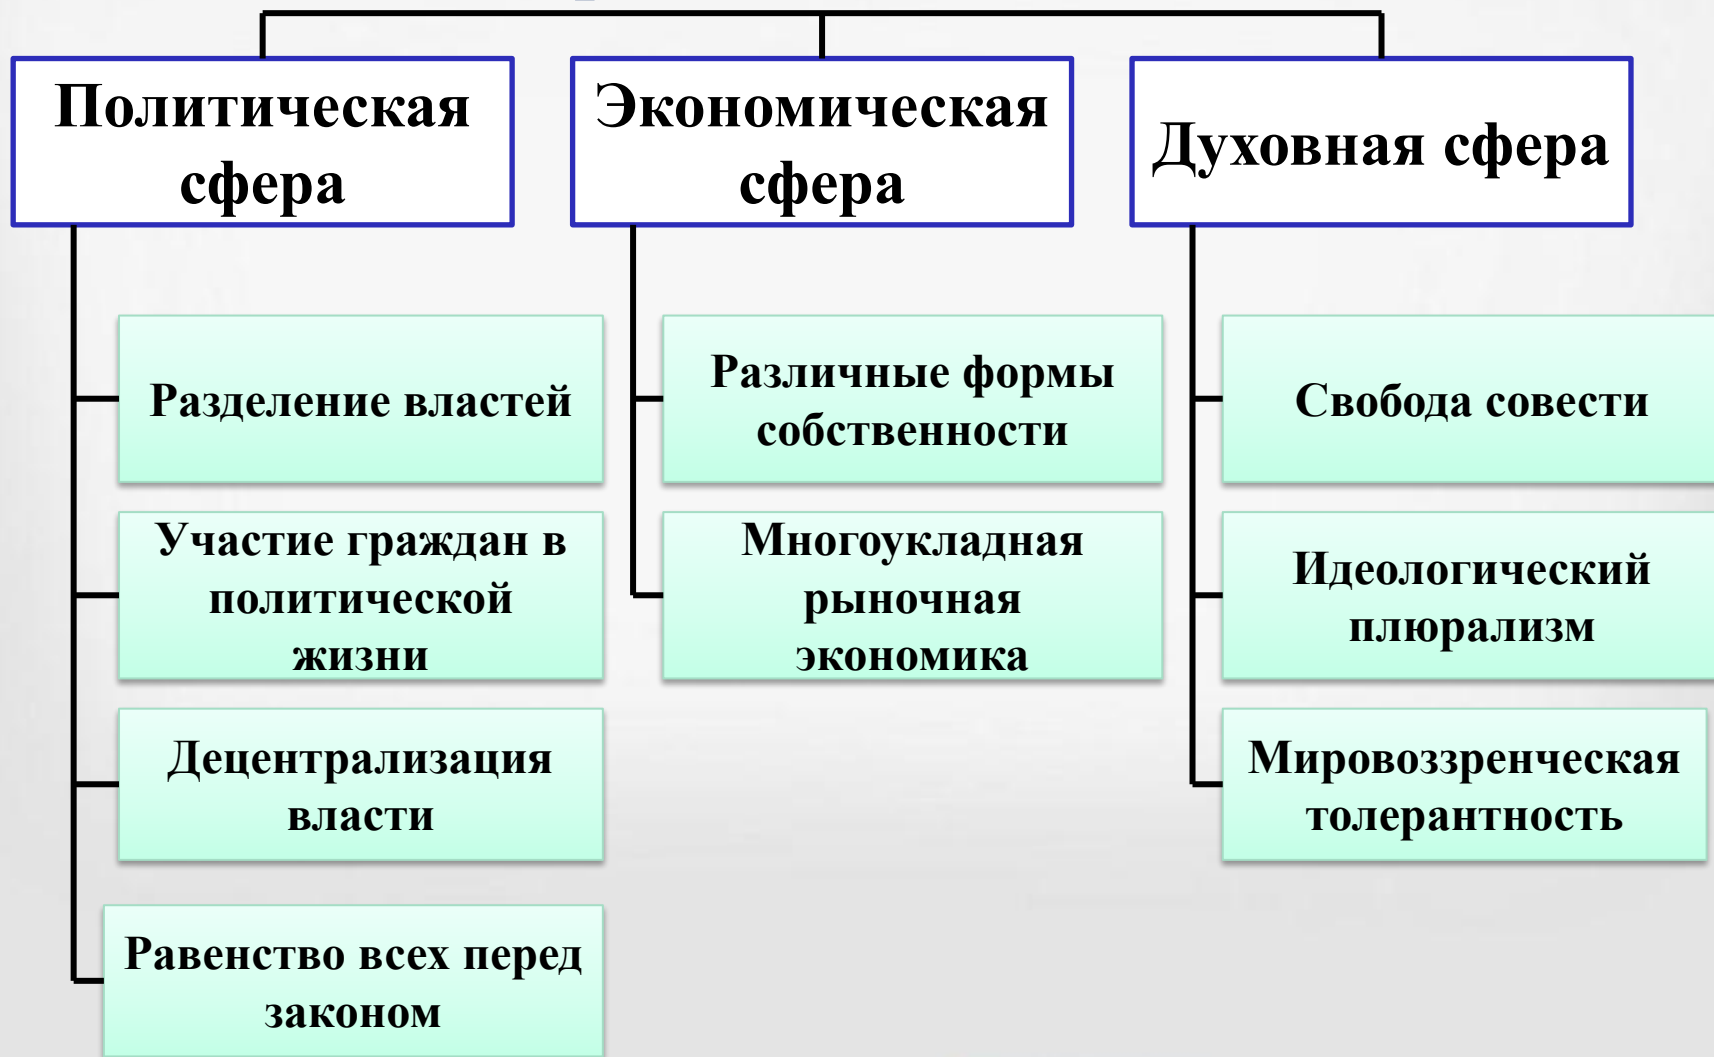 Политическая
сфера
Экономическая
сфера
Духовная сфера
Разделение властей
Участие граждан в
политической
жизни
Децентрализация
власти
Равенство всех перед
законом
Различные формы
собственности
Многоукладная
рыночная
экономика
Свобода совести
Идеологический
плюрализм
Мировоззренческая
толерантность